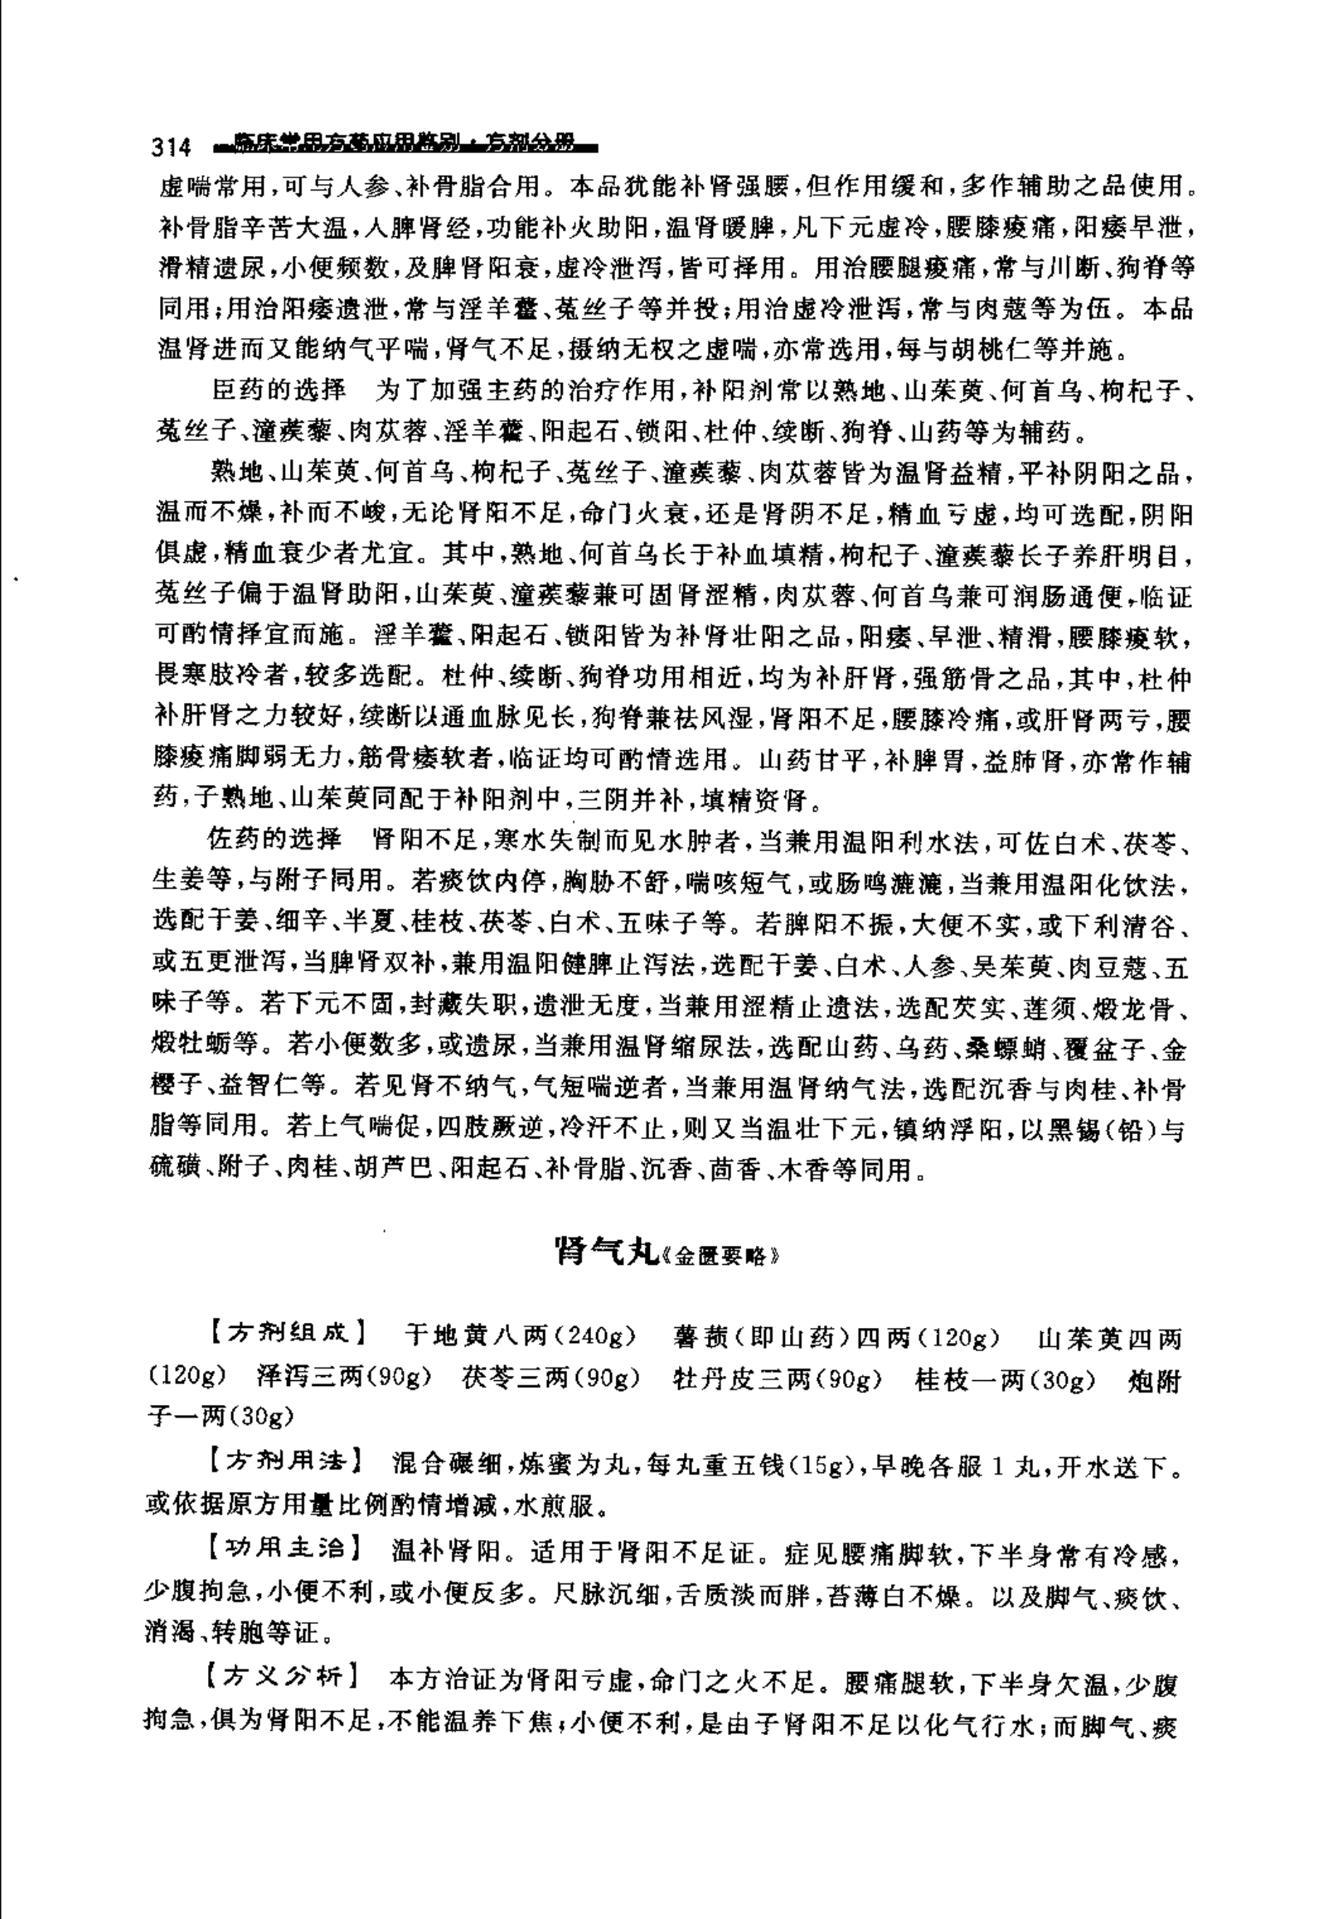 314 临床常用方药应用鉴别·方剂分册
虚喘常用,可与人参、补骨脂合用。本品犹能补肾强腰,但作用缓和,多作辅助之品使用。
补骨脂辛苦大温,入脾肾经,功能补火助阳,温肾暖脾,凡下元虚冷,腰膝痠痛,阳痿早泄,
滑精遗尿,小便频数,及脾肾阳衰,虚冷泄泻,皆可择用。用治腰腿痠痛,常与川断、狗脊等
同用;用治阳痿遗泄,常与淫羊藿、菟丝子等并投;用治虚冷泄泻,常与肉蔻等为伍。本品
温肾进而又能纳气平喘,肾气不足,摄纳无权之虚喘,亦常选用,每与胡桃仁等并施。
臣药的选择 为了加强主药的治疗作用,补阳剂常以熟地、山茱萸、何首乌、枸杞子、
菟丝子、潼蒺藜、肉苁蓉、淫羊藿、阳起石、锁阳、杜仲、续断、狗脊、山药等为辅药。
熟地、山茱萸、何首乌、枸杞子、菟丝子、潼蒺藜、肉苁蓉皆为温肾益精,平补阴阳之品,
温而不燥,补而不峻,无论肾阳不足,命门火衰,还是肾阴不足,精血亏虚,均可选配,阴阳
俱虚,精血衰少者尤宜。其中,熟地、何首乌长于补血填精,枸杞子、潼蒺藜长于养肝明目,
菟丝子偏于温肾助阳,山茱萸、潼蒺藜兼可固肾涩精,肉苁蓉、何首乌兼可润肠通便,临证
可酌情择宜而施。淫羊藿、阳起石、锁阳皆为补肾壮阳之品,阳痿、早泄、精滑,腰膝痠软,
畏寒肢冷者,较多选配。杜仲、续断、狗脊功用相近,均为补肝肾,强筋骨之品,其中,杜仲
补肝肾之力较好,续断以通血脉见长,狗脊兼祛风湿,肾阳不足,腰膝冷痛,或肝肾两亏,腰
膝痠痛脚弱无力,筋骨痿软者,临证均可酌情选用。山药甘平,补脾胃,益肺肾,亦常作辅
药,于熟地、山茱萸同配于补阳剂中,三阴并补,填精资肾。
佐药的选择 肾阳不足,寒水失制而见水肿者,当兼用温阳利水法,可佐白术、茯苓、
生姜等,与附子同用。若痰饮内停,胸胁不舒,喘咳短气,或肠鸣漉漉,当兼用温阳化饮法,
选配干姜、细辛、半夏、桂枝、茯苓、白术、五味子等。若脾阳不振,大便不实,或下利清谷、
或五更泄泻,当脾肾双补,兼用温阳健脾止泻法,选配干姜、白术、人参、吴茱萸、肉豆蔻、五
味子等。若下元不固,封藏失职,遗泄无度,当兼用涩精止遗法,选配芡实、莲须、煅龙骨、
煅牡蛎等。若小便数多,或遗尿,当兼用温肾缩尿法,选配山药、乌药、桑螵蛸、覆盆子、金
樱子、益智仁等。若见肾不纳气,气短喘逆者,当兼用温肾纳气法,选配沉香与肉桂、补骨
脂等同用。若上气喘促,四肢厥逆,冷汗不止,则又当温壮下元,镇纳浮阳,以黑锡(铅)与
硫磺、附子、肉桂、胡芦巴、阳起石、补骨脂、沉香、茴香、木香等同用。
肾气丸《金匮要略》
【方剂组成】 干地黄八两(240g) 薯蓣(即山药)四两(120g) 山茱萸四两
(120g) 泽泻三两(90g) 茯苓三两(90g) 牡丹皮三两(90g) 桂枝一两(30g) 炮附
子一两(30g)
【方剂用法】 混合碾细,炼蜜为丸,每丸重五钱(15g),早晚各服1丸,开水送下。
或依据原方用量比例酌情增减,水煎服。
【功用主治】 温补肾阳。适用于肾阳不足证。症见腰痛脚软,下半身常有冷感,
少腹拘急,小便不利,或小便反多。尺脉沉细,舌质淡而胖,苔薄白不燥。以及脚气、痰饮、
消渴、转胞等证。
【方义分析】 本方治证为肾阳亏虚,命门之火不足。腰痛腿软,下半身欠温,少腹
拘急,俱为肾阳不足,不能温养下焦;小便不利,是由于肾阳不足以化气行水;而脚气、痰